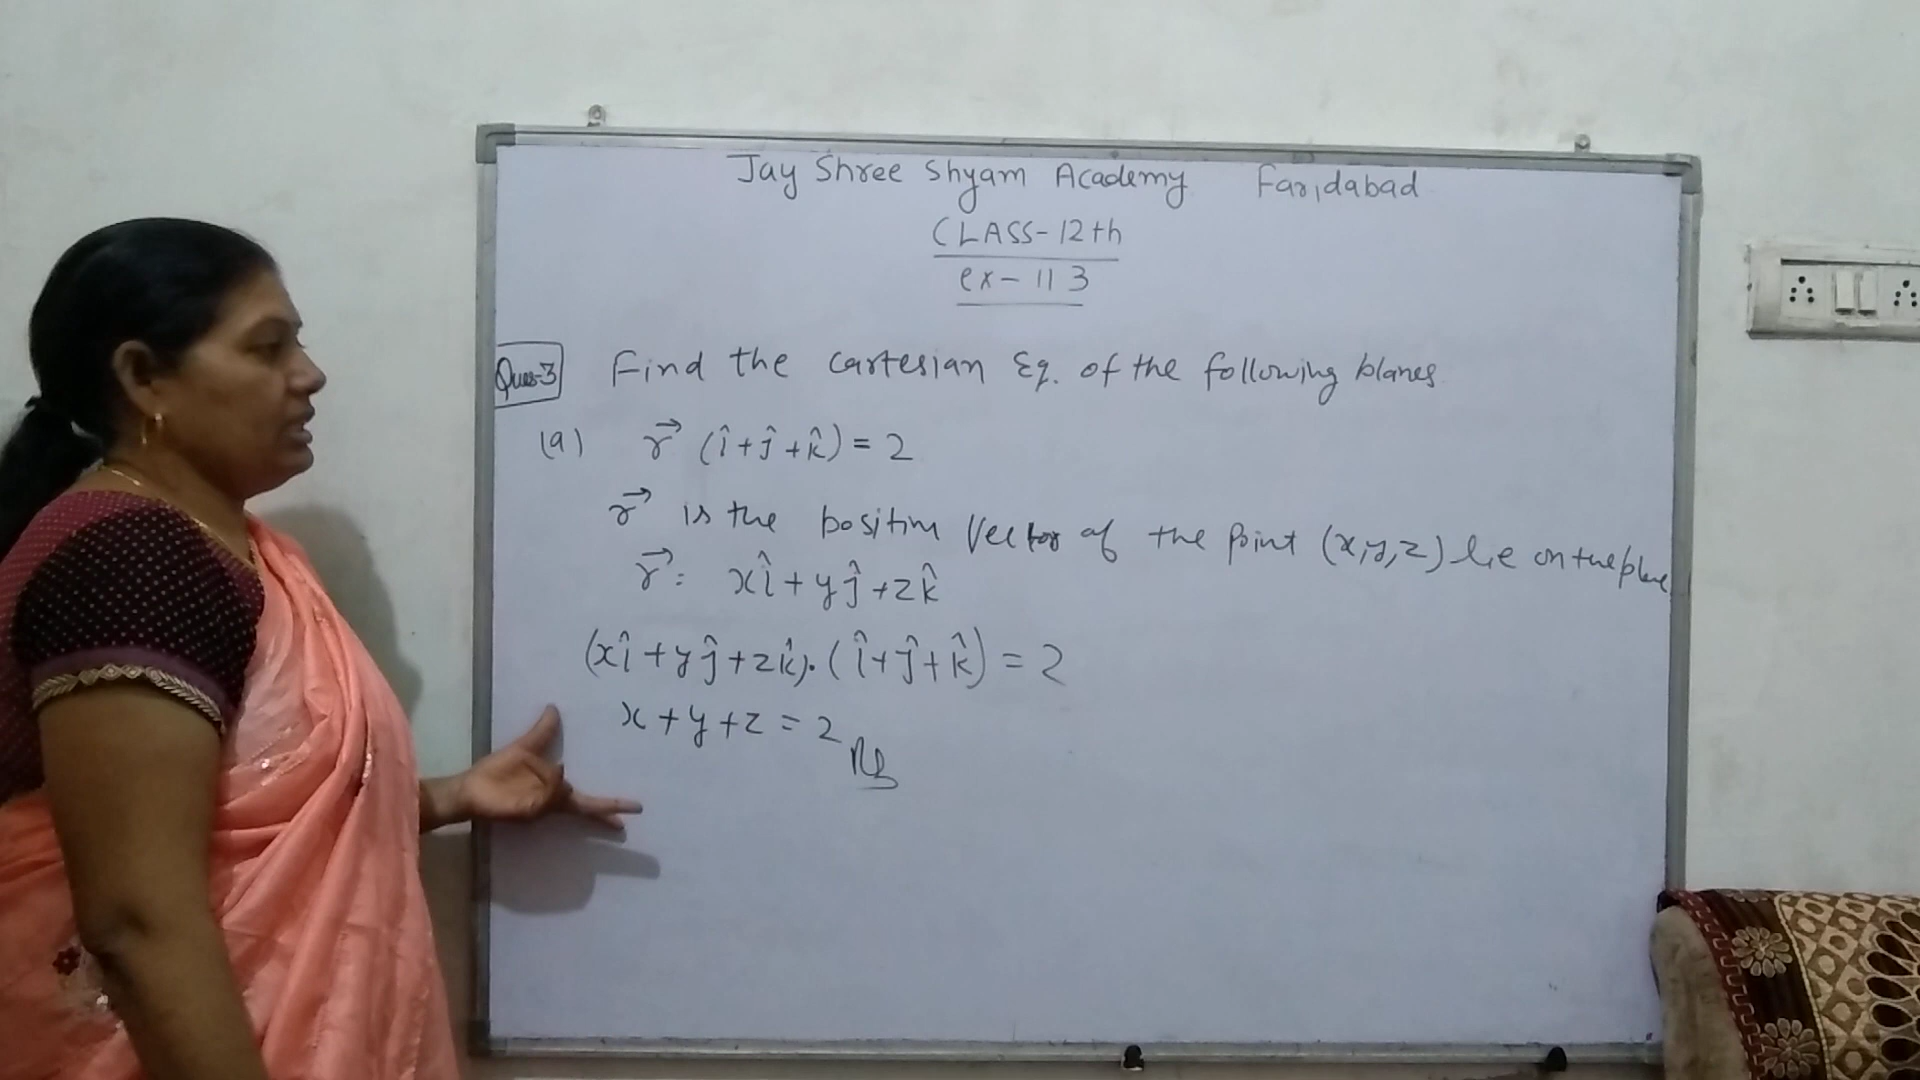 Jay Shree Shyam Academy Faridabad
CLASS-12th
ex-11 3
Ques-3 Find the cartesian Eq. of the following planes
(a) r⃗ (î+ĵ+k̂) = 2
r⃗ is the position Vector of the Point (x,y,z) lie on the plane
r⃗ = xî+yĵ+zk̂
(xî+yĵ+zk̂).(î+ĵ+k̂) = 2
x+y+z = 2